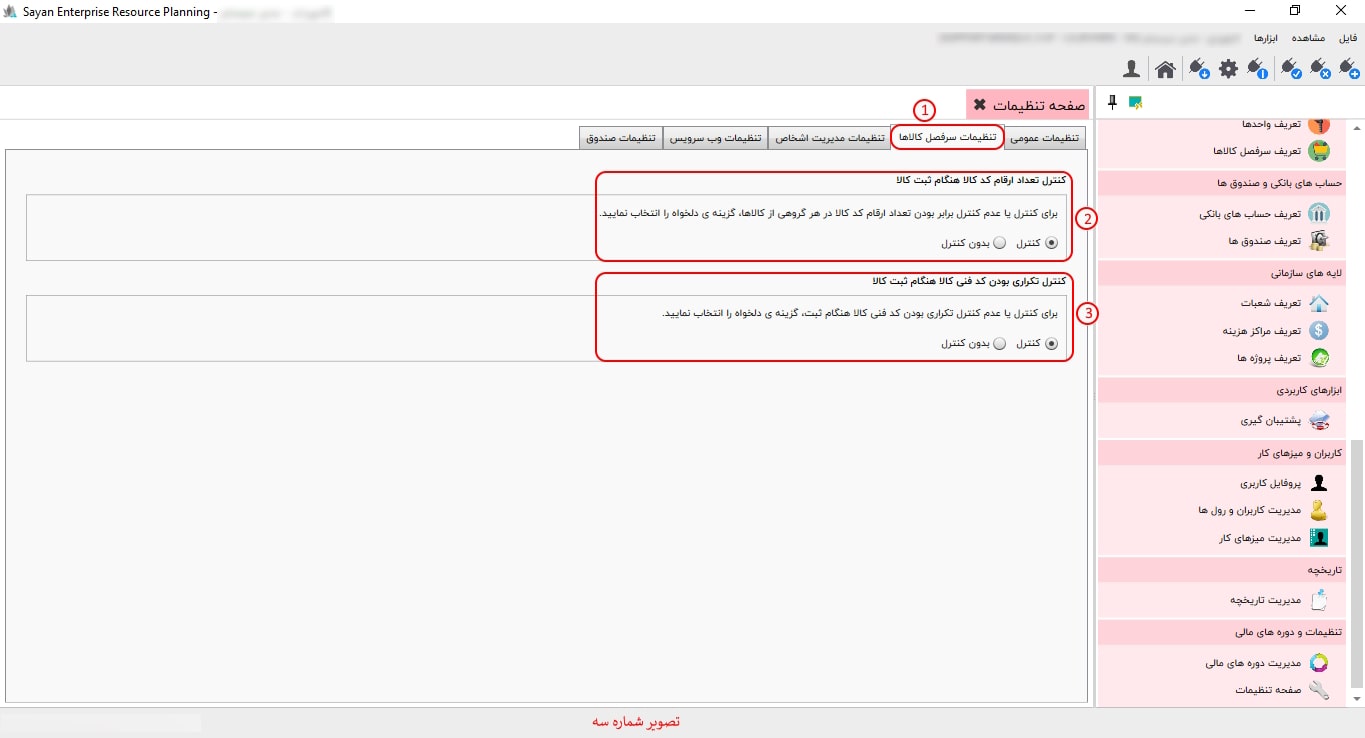 Sayan Enterprise Resource Planning -
فایل مشاهده ابزارها
صفحه تنظیمات
1
تنظیمات عمومی تنظیمات سرفصل کالاها تنظیمات مدیریت اشخاص تنظیمات وب سرویس تنظیمات صندوق
کنترل تعداد ارقام کد کالا هنگام ثبت کالا
برای کنترل یا عدم کنترل برابر بودن تعداد ارقام کد کالا در هر گروهی از کالاها، گزینه ی دلخواه را انتخاب نمایید.
2
کنترل بدون کنترل
کنترل تکراری بودن کد فنی کالا هنگام ثبت کالا
برای کنترل یا عدم کنترل تکراری بودن کد فنی کالا هنگام ثبت، گزینه ی دلخواه را انتخاب نمایید.
3
کنترل بدون کنترل
تعریف واحدها
تعریف سرفصل کالاها
حساب های بانکی و صندوق ها
تعریف حساب های بانکی
تعریف صندوق ها
لایه های سازمانی
تعریف شعبات
تعریف مراکز هزینه
تعریف پروژه ها
ابزارهای کاربردی
پشتیبان گیری
کاربران و میزهای کار
پروفایل کاربری
مدیریت کاربران و رول ها
مدیریت میزهای کار
تاریخچه
مدیریت تاریخچه
تنظیمات و دوره های مالی
مدیریت دوره های مالی
صفحه تنظیمات
تصویر شماره سه